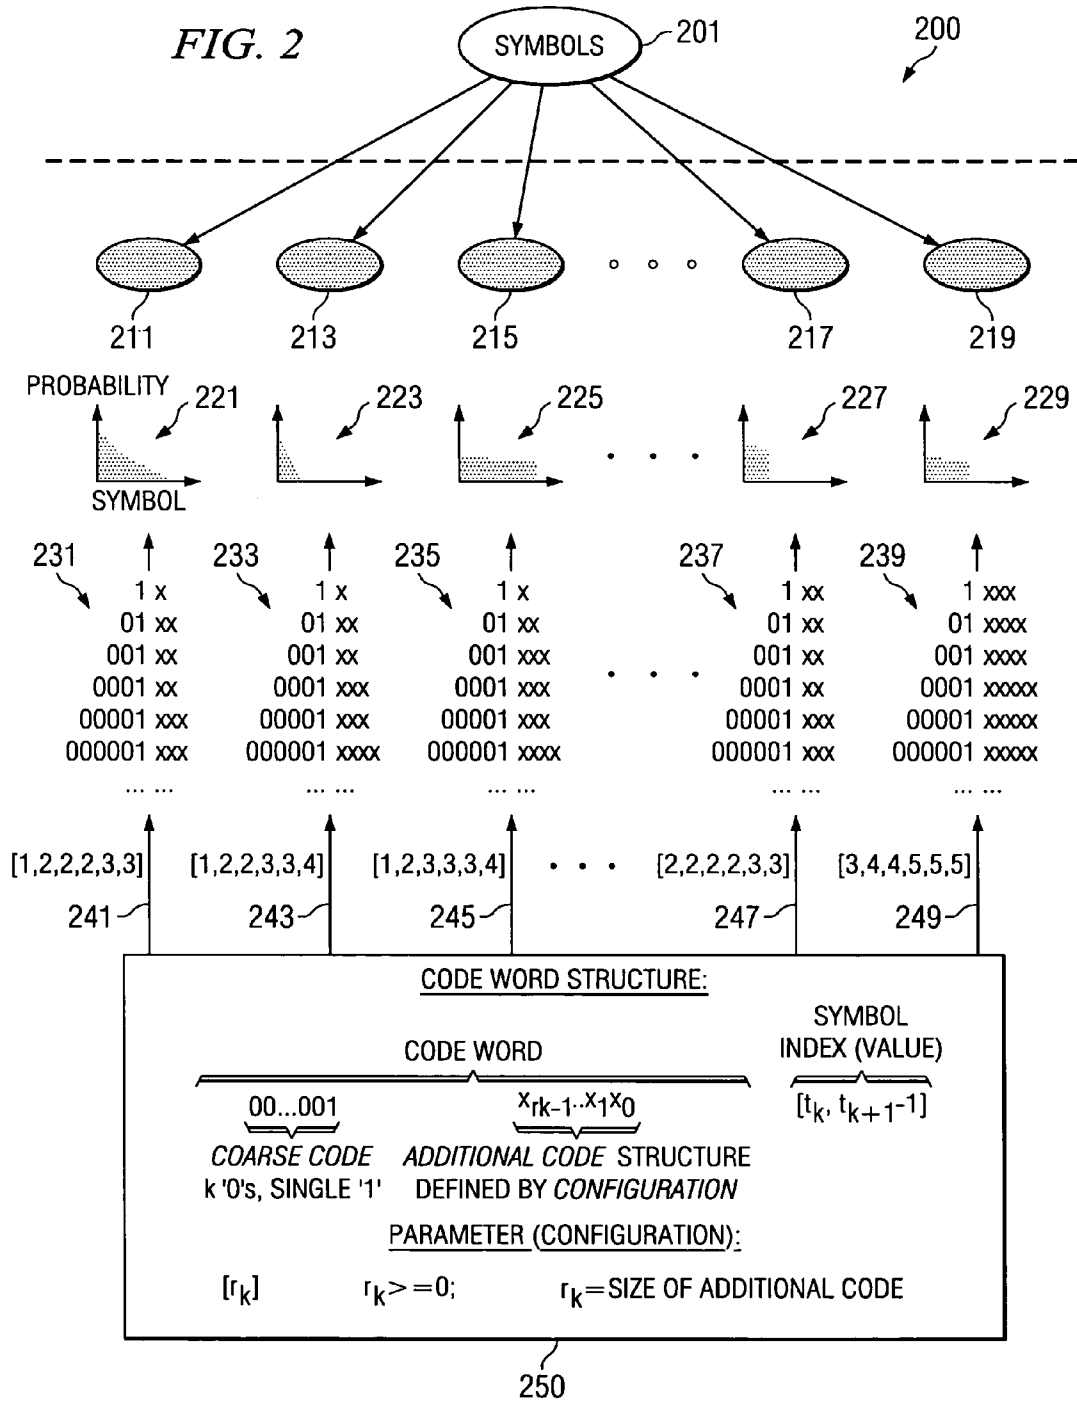 FIG. 2
SYMBOLS
201
200
211
213
215
217
219
PROBABILITY
221
223
225
227
229
SYMBOL
231
233
235
237
239
1 x
1 x
1 x
1 xx
1 xxx
01 xx
01 xx
01 xx
01 xx
01 xxxx
001 xx
001 xx
001 xxx
001 xx
001 xxxx
0001 xx
0001 xxx
0001 xxx
0001 xx
0001 xxxxx
00001 xxx
00001 xxx
00001 xxx
00001 xxx
00001 xxxxx
000001 xxx
000001 xxxx
000001 xxxx
000001 xxx
000001 xxxxx
... ...
... ...
... ...
... ...
... ...
[1,2,2,2,3,3]
[1,2,2,3,3,4]
[1,2,3,3,3,4]
[2,2,2,2,3,3]
[3,4,4,5,5,5]
241
243
245
247
249
CODE WORD STRUCTURE:
SYMBOL
INDEX (VALUE)
CODE WORD
00...001
x_{rk-1}..x_1x_0
[t_k, t_{k+1}-1]
COARSE CODE
k '0's, SINGLE '1'
ADDITIONAL CODE STRUCTURE
DEFINED BY CONFIGURATION
PARAMETER (CONFIGURATION):
[r_k]
r_k>=0;
r_k=SIZE OF ADDITIONAL CODE
250